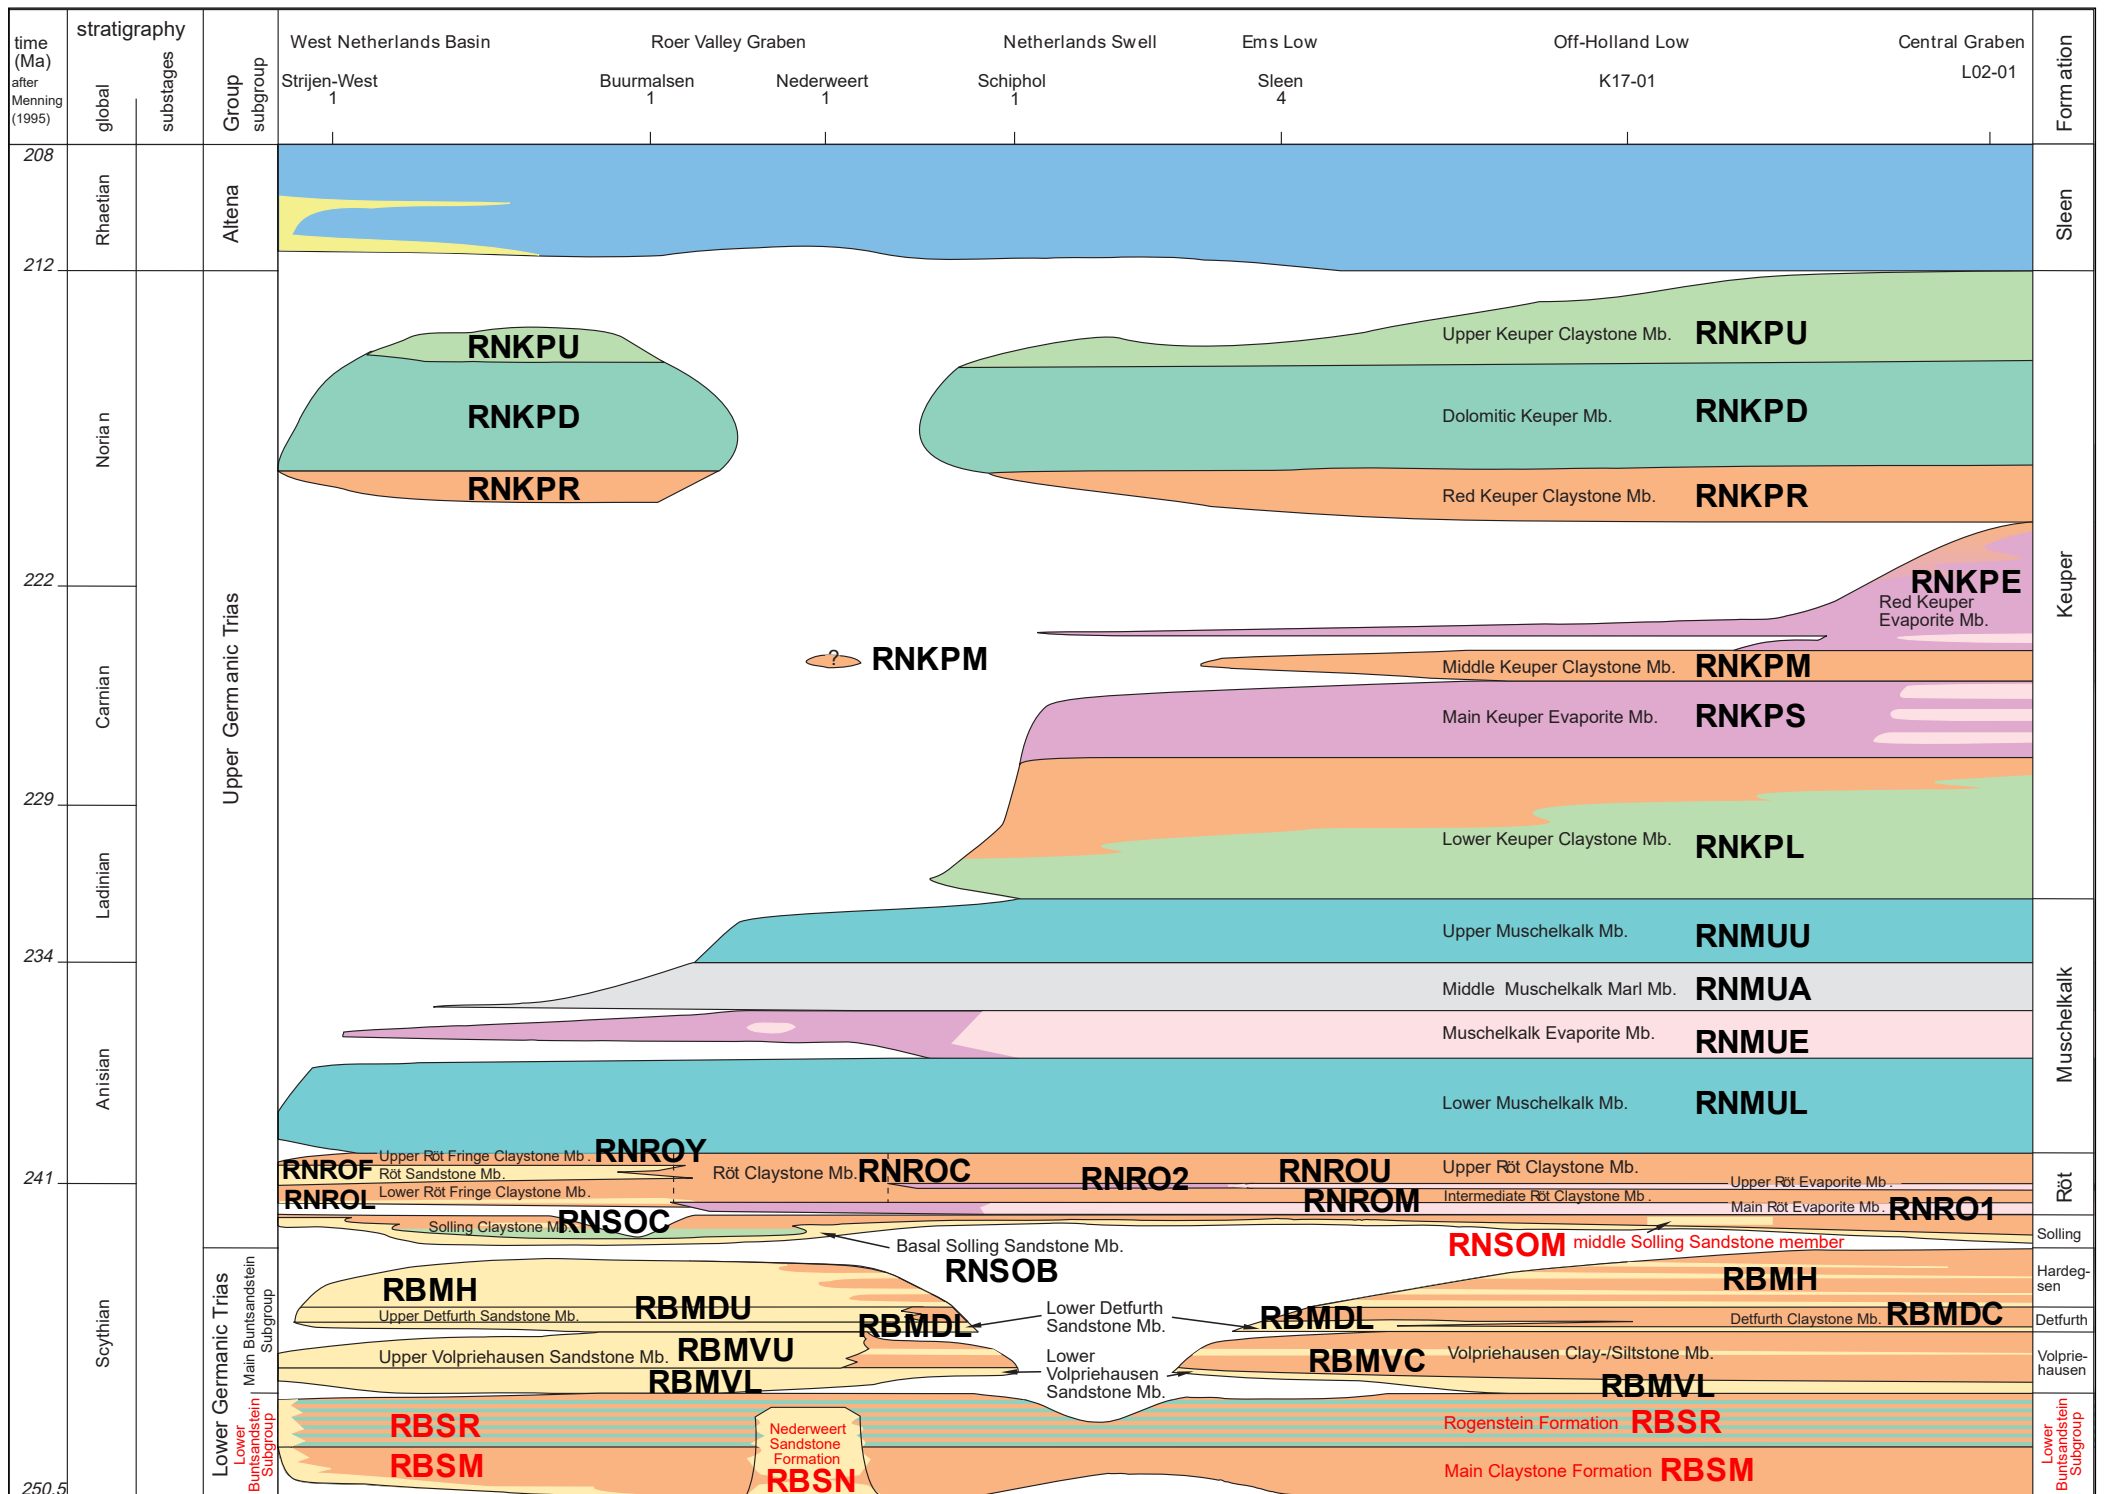 time
(Ma)
after
Menning
(1995)
stratigraphy
global
substages
Group
subgroup
West Netherlands Basin
Roer Valley Graben
Netherlands Swell
Ems Low
Off-Holland Low
Central Graben
Strijen-West
1
Buurmalsen
1
Nederweert
1
Schiphol
1
Sleen
4
K17-01
L02-01
Formation
208
Rhaetian
Altena
Sleen
212
Norian
RNKPU
Upper Keuper Claystone Mb. RNKPU
RNKPD
Dolomitic Keuper Mb. RNKPD
RNKPR
Red Keuper Claystone Mb. RNKPR
222
Upper Germanic Trias
Keuper
RNKPE
Red Keuper
Evaporite Mb.
?
RNKPM
Middle Keuper Claystone Mb. RNKPM
Carnian
Main Keuper Evaporite Mb. RNKPS
229
Lower Keuper Claystone Mb. RNKPL
Ladinian
Upper Muschelkalk Mb. RNMUU
234
Middle Muschelkalk Marl Mb. RNMUA
Muschelkalk
Muschelkalk Evaporite Mb. RNMUE
Anisian
Lower Muschelkalk Mb. RNMUL
Upper Röt Fringe Claystone Mb. RNROY
RNROF Röt Sandstone Mb.
Röt Claystone Mb. RNROC
RNRO2
RNROU
Upper Röt Claystone Mb.
Upper Röt Evaporite Mb.
241
Röt
RNROL Lower Röt Fringe Claystone Mb.
RNROM
Intermediate Röt Claystone Mb.
Main Röt Evaporite Mb. RNRO1
Solling Claystone Mb. RNSOC
Solling
Basal Solling Sandstone Mb.
RNSOB
RNSOM middle Solling Sandstone member
Scythian
Lower Germanic Trias
Main Buntsandstein
Subgroup
RBMH
RBMH
Hardeg-
sen
Upper Detfurth Sandstone Mb. RBMDU
RBMDL
Lower Detfurth
Sandstone Mb.
RBMDL
Detfurth Claystone Mb. RBMDC
Detfurth
Upper Volpriehausen Sandstone Mb. RBMVU
RBMVL
Lower
Volpriehausen
Sandstone Mb.
RBMVC Volpriehausen Clay-/Siltstone Mb.
RBMVL
Volprie-
hausen
Lower
Buntsandstein
Subgroup
RBSR
Nederweert
Sandstone
Formation
RBSN
Rogenstein Formation RBSR
RBSM
Main Claystone Formation RBSM
Lower
Buntsandstein
Subgroup
250.5